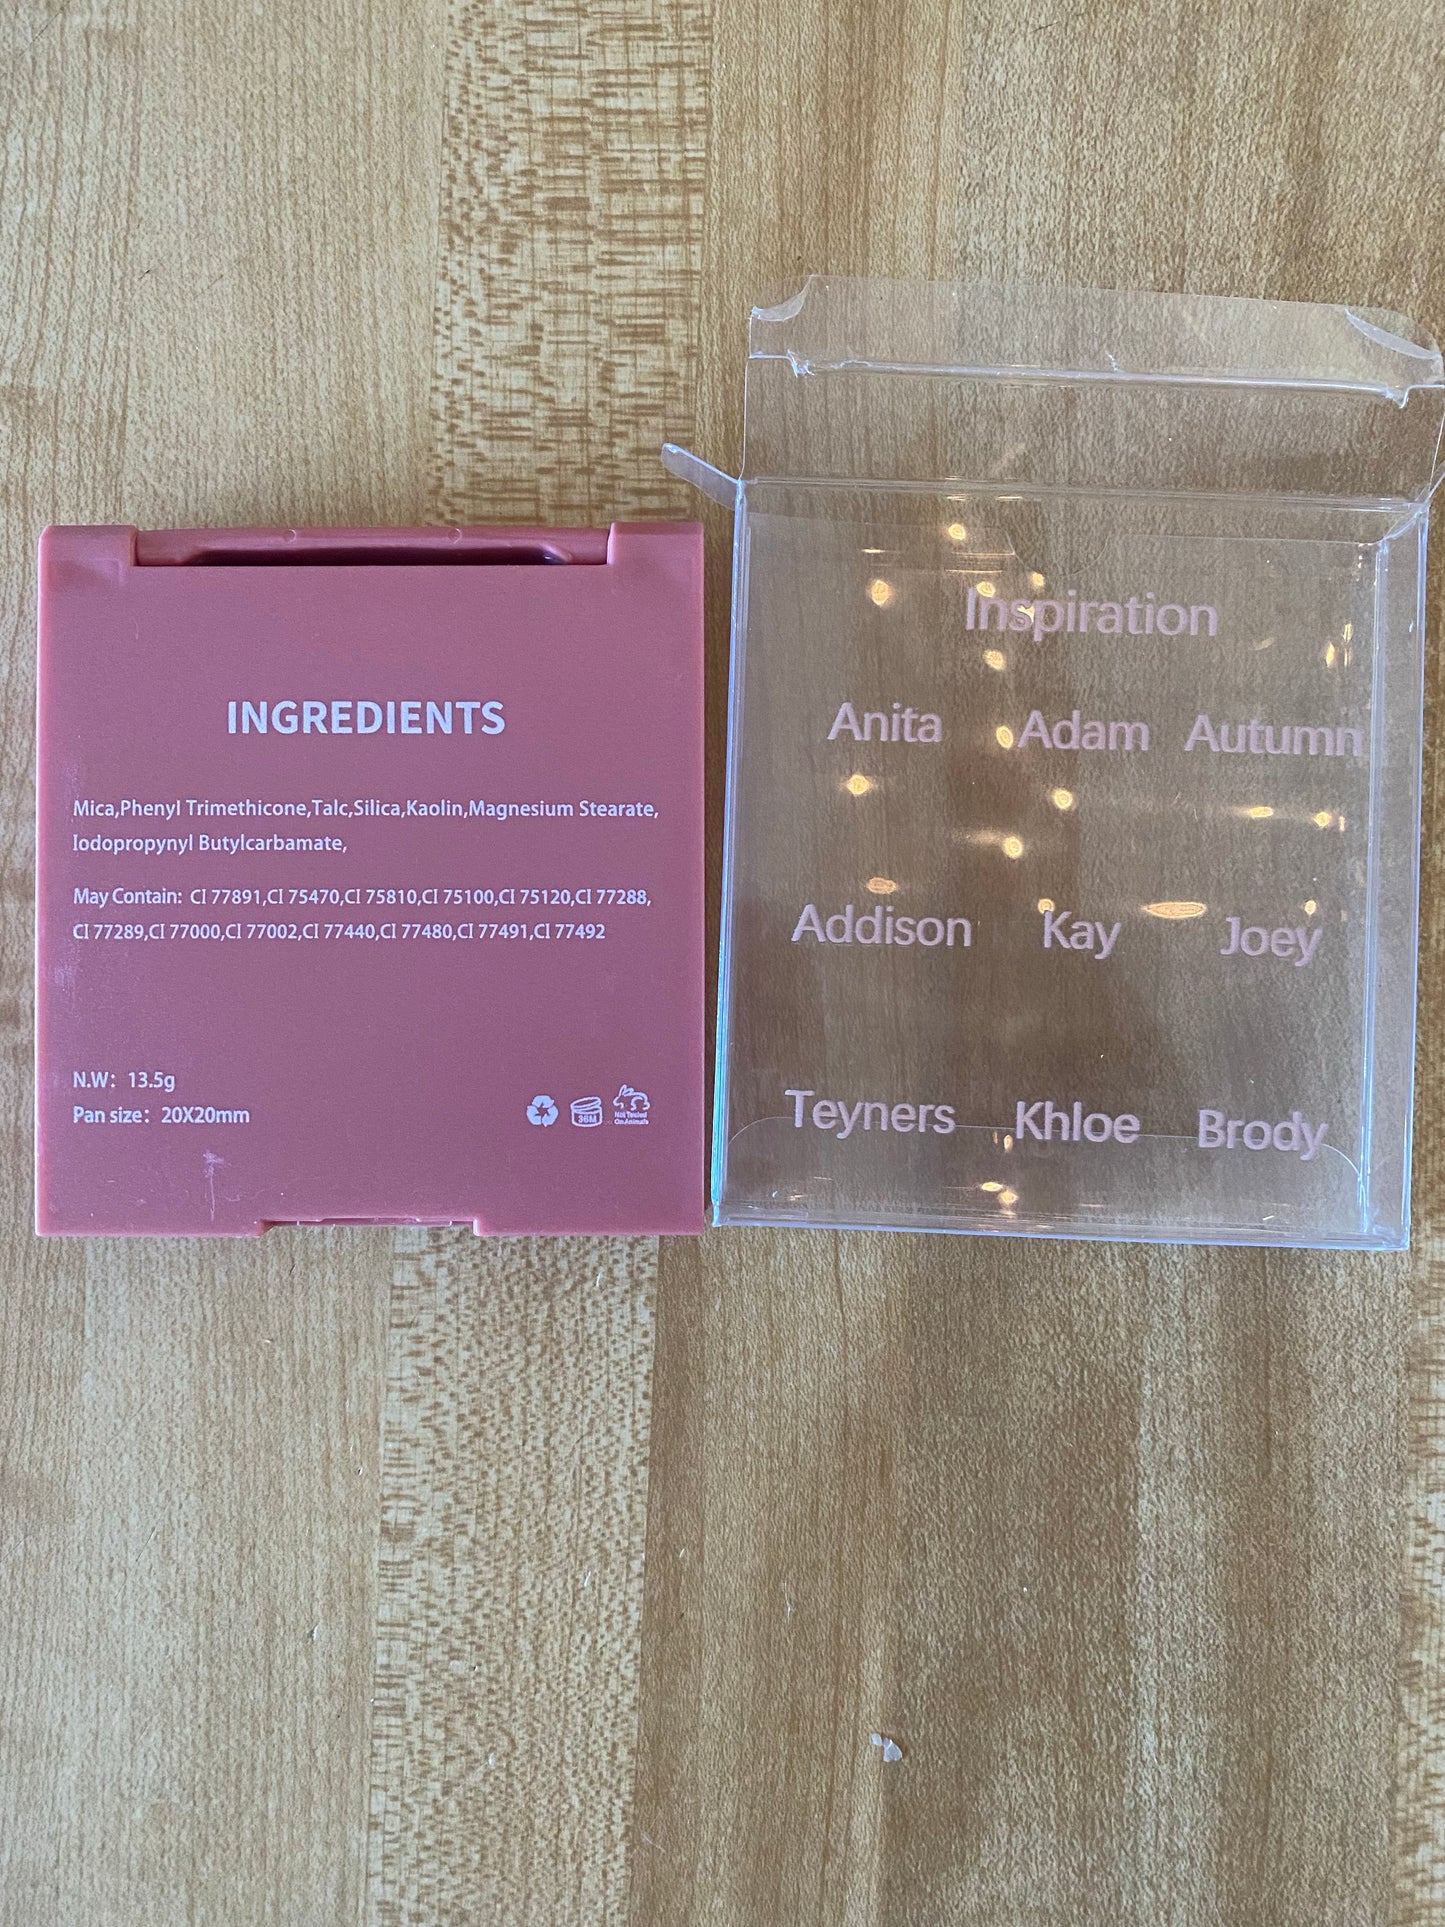 INGREDIENTS
Mica,Phenyl Trimethicone,Talc,Silica,Kaolin,Magnesium Stearate,
Iodopropynyl Butylcarbamate,
May Contain: CI 77891,CI 75470,CI 75810,CI 75100,CI 75120,CI 77288,
CI 77289,CI 77000,CI 77002,CI 77440,CI 77480,CI 77491,CI 77492
N.W: 13.5g
Pan size: 20X20mm
36M
Not Tested
On Animals
Inspiration
Anita Adam Autumn
Addison Kay Joey
Teyners Khloe Brody